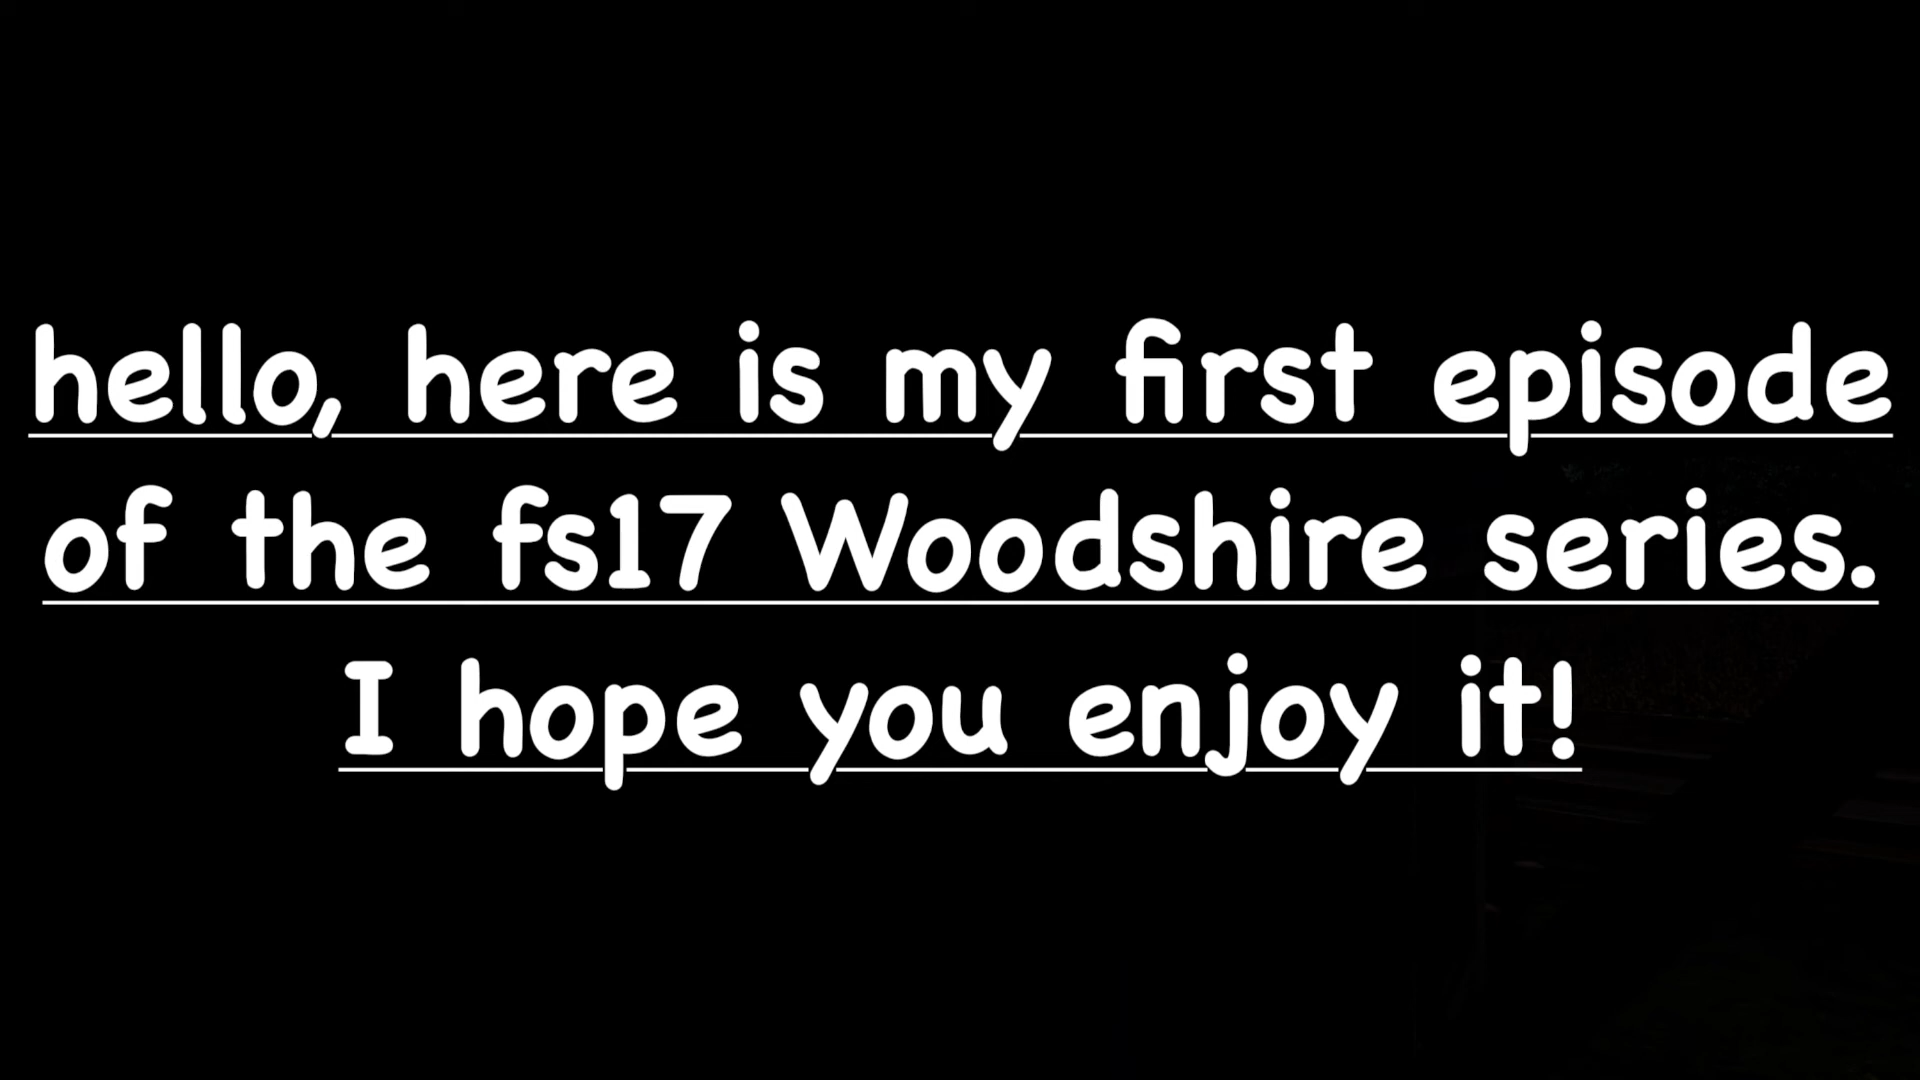 hello, here is my first episode
of the fs17 Woodshire series.
I hope you enjoy it!